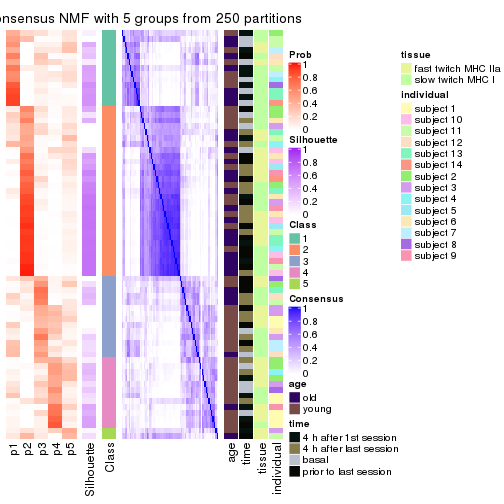 onsensus NMF with 5 groups from 250 partitions
p1
p2
p3
p4
p5
Silhouette
Class
age
time
tissue
individual
Prob
1
0.8
0.6
0.4
0.2
0
Silhouette
1
0.8
0.6
0.4
0.2
0
Class
1
2
3
4
5
Consensus
1
0.8
0.6
0.4
0.2
0
age
old
young
time
4 h after 1st session
4 h after last session
basal
prior to last session
tissue
fast twitch MHC IIa
slow twitch MHC I
individual
subject 1
subject 10
subject 11
subject 12
subject 13
subject 14
subject 2
subject 3
subject 4
subject 5
subject 6
subject 7
subject 8
subject 9